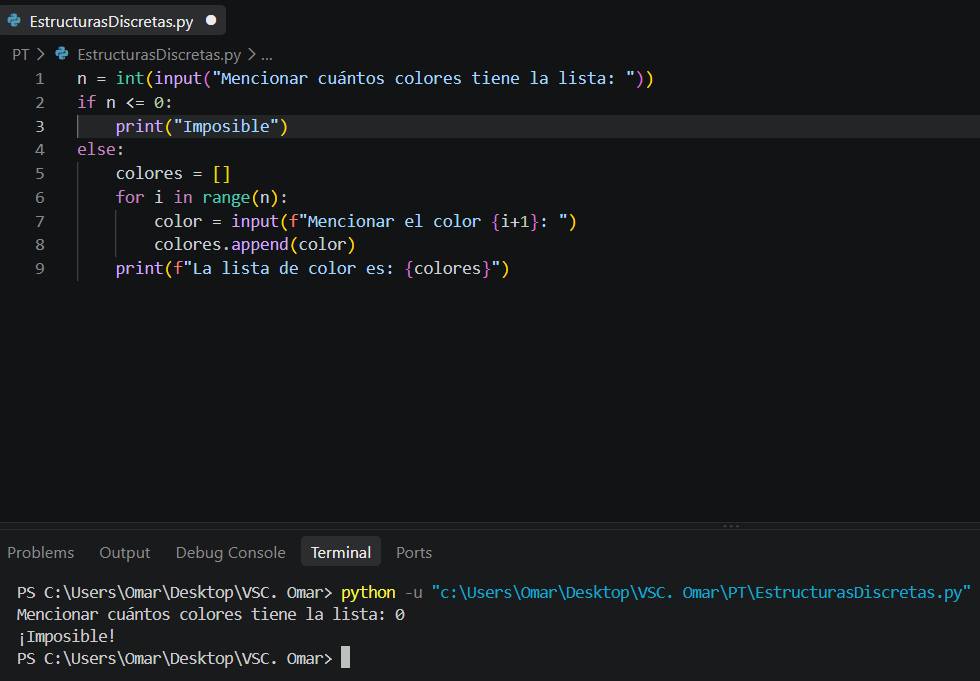 EstructurasDiscretas.py
PT > EstructurasDiscretas.py > ...
1 n = int(input("Mencionar cuántos colores tiene la lista: "))
2 if n <= 0:
3     print("Imposible")
4 else:
5     colores = []
6     for i in range(n):
7         color = input(f"Mencionar el color {i+1}: ")
8         colores.append(color)
9     print(f"La lista de color es: {colores}")
Problems Output Debug Console Terminal Ports
PS C:\Users\Omar\Desktop\VSC. Omar> python -u "c:\Users\Omar\Desktop\VSC. Omar\PT\EstructurasDiscretas.py"
Mencionar cuántos colores tiene la lista: 0
¡Imposible!
PS C:\Users\Omar\Desktop\VSC. Omar>